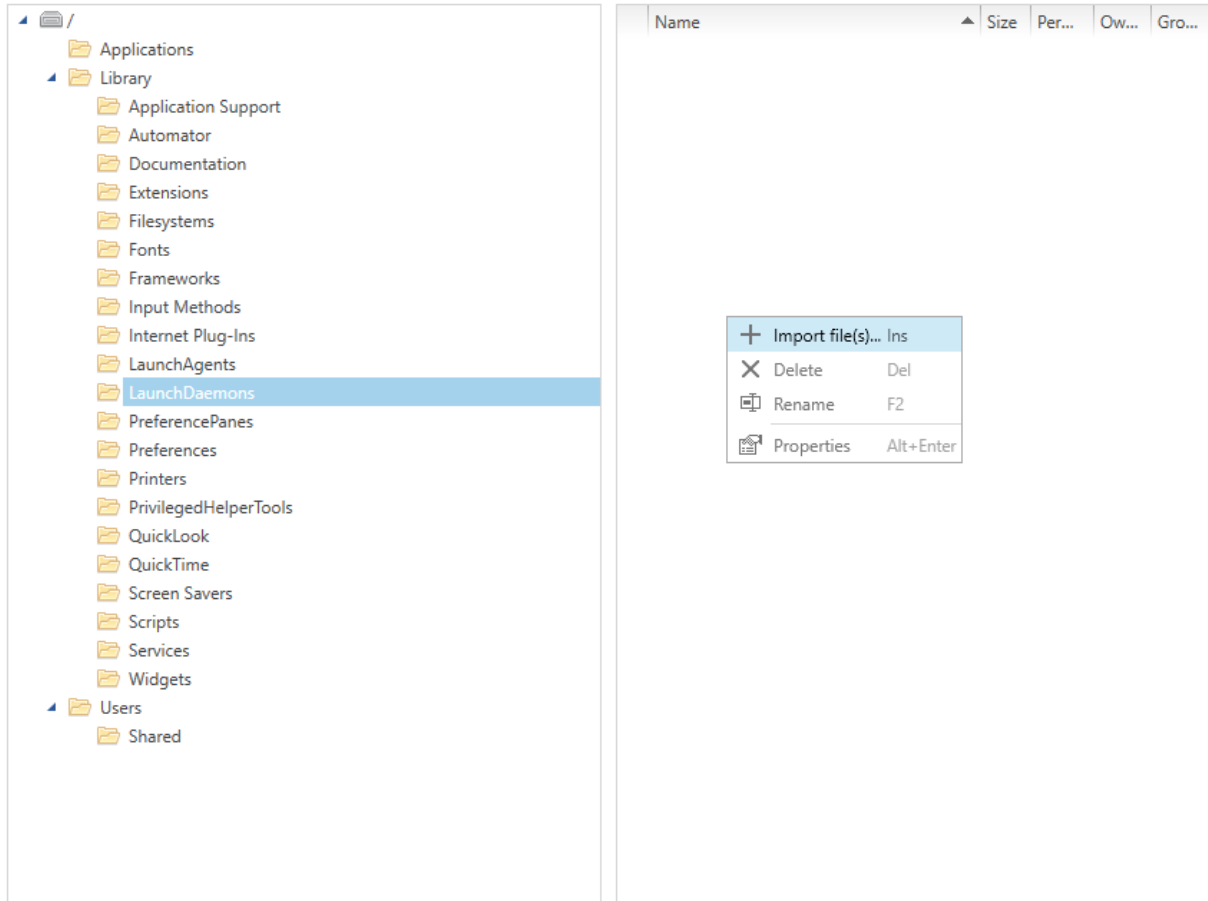 /
Applications
Library
Application Support
Automator
Documentation
Extensions
Filesystems
Fonts
Frameworks
Input Methods
Internet Plug-Ins
LaunchAgents
LaunchDaemons
PreferencePanes
Preferences
Printers
PrivilegedHelperTools
QuickLook
QuickTime
Screen Savers
Scripts
Services
Widgets
Users
Shared
Name Size Per... Ow... Gro...
Import file(s)... Ins
Delete Del
Rename F2
Properties Alt+Enter